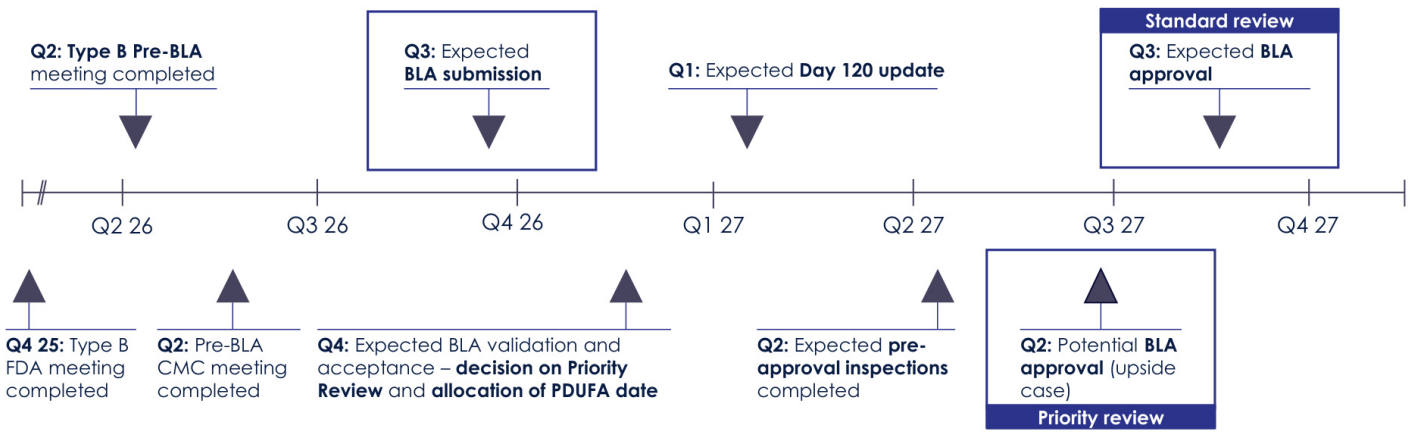 Standard review
Q2: Type B Pre-BLA
meeting completed
Q3: Expected
BLA submission
Q1: Expected Day 120 update
Q3: Expected BLA
approval
Q2 26
Q3 26
Q4 26
Q1 27
Q2 27
Q3 27
Q4 27
Q4 25: Type B
FDA meeting
completed
Q2: Pre-BLA
CMC meeting
completed
Q4: Expected BLA validation and
acceptance – decision on Priority
Review and allocation of PDUFA date
Q2: Expected pre-
approval inspections
completed
Q2: Potential BLA
approval (upside
case)
Priority review